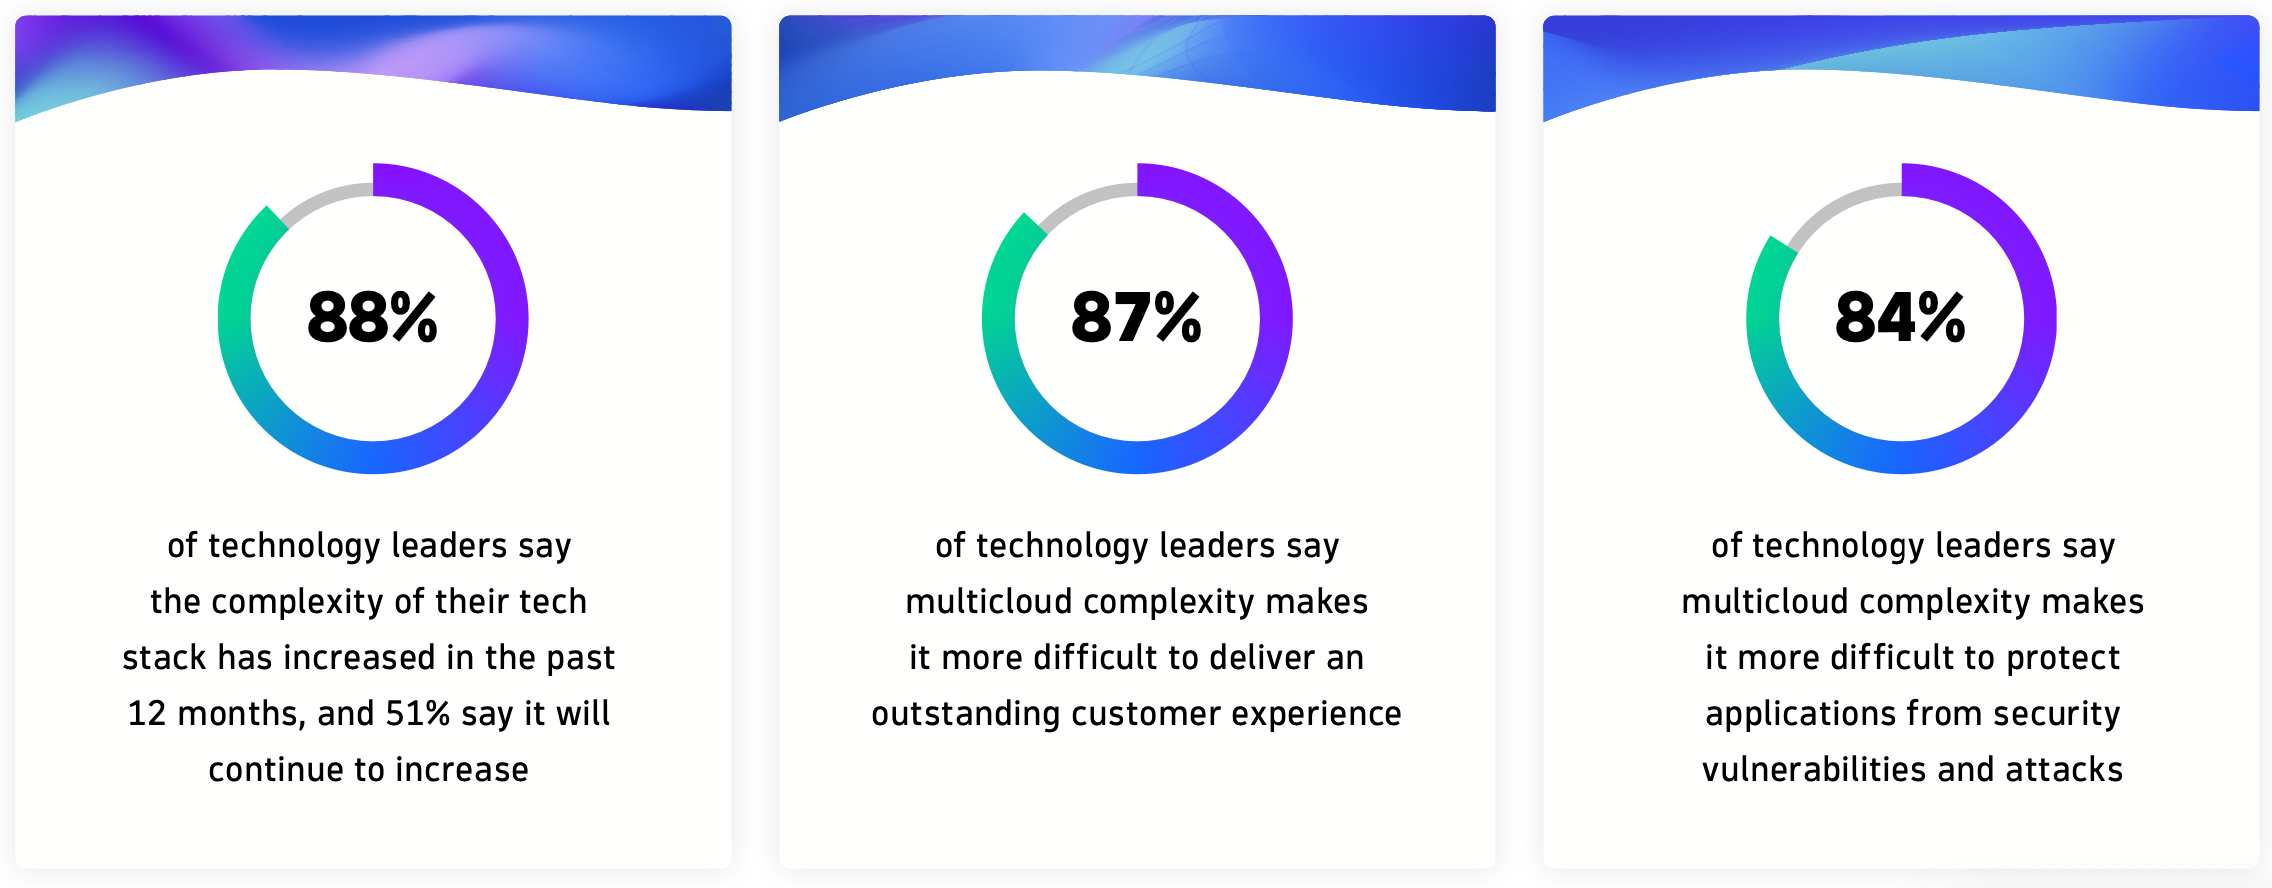 88%
of technology leaders say
the complexity of their tech
stack has increased in the past
12 months, and 51% say it will
continue to increase
87%
of technology leaders say
multicloud complexity makes
it more difficult to deliver an
outstanding customer experience
84%
of technology leaders say
multicloud complexity makes
it more difficult to protect
applications from security
vulnerabilities and attacks